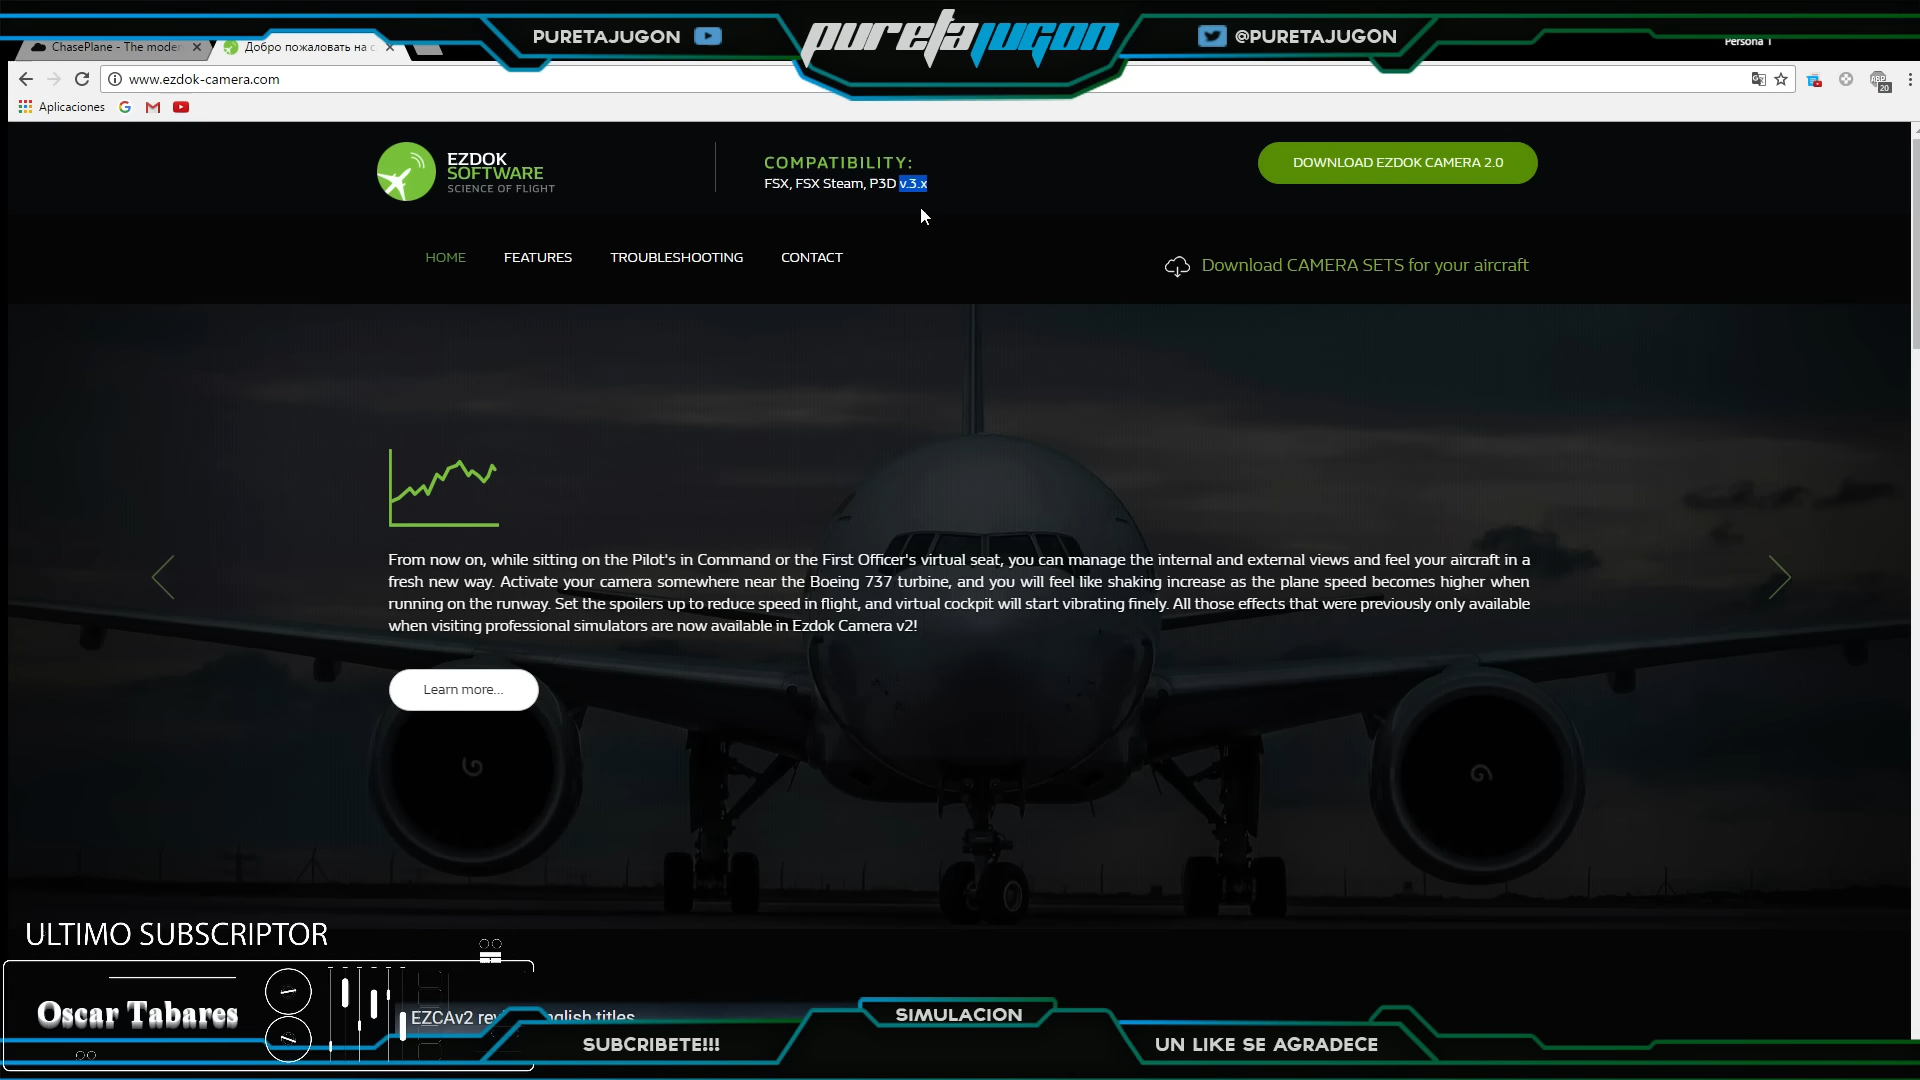 PURETAJUGON
puretajugon
@PURETAJUGON
Persona 1
ChasePlane - The moder
Добро пожаловать на с
www.ezdok-camera.com
ABP
20
Aplicaciones
EZDOK
SOFTWARE
SCIENCE OF FLIGHT
COMPATIBILITY:
FSX, FSX Steam, P3D v.3.x
DOWNLOAD EZDOK CAMERA 2.0
HOME
FEATURES
TROUBLESHOOTING
CONTACT
Download CAMERA SETS for your aircraft
From now on, while sitting on the Pilot's in Command or the First Officer's virtual seat, you can manage the internal and external views and feel your aircraft in a
fresh new way. Activate your camera somewhere near the Boeing 737 turbine, and you will feel like shaking increase as the plane speed becomes higher when
running on the runway. Set the spoilers up to reduce speed in flight, and virtual cockpit will start vibrating finely. All those effects that were previously only available
when visiting professional simulators are now available in Ezdok Camera v2!
Learn more...
ULTIMO SUBSCRIPTOR
Oscar Tabares
EZCAv2 titles
SIMULACION
SUBCRIBETE!!!
UN LIKE SE AGRADECE